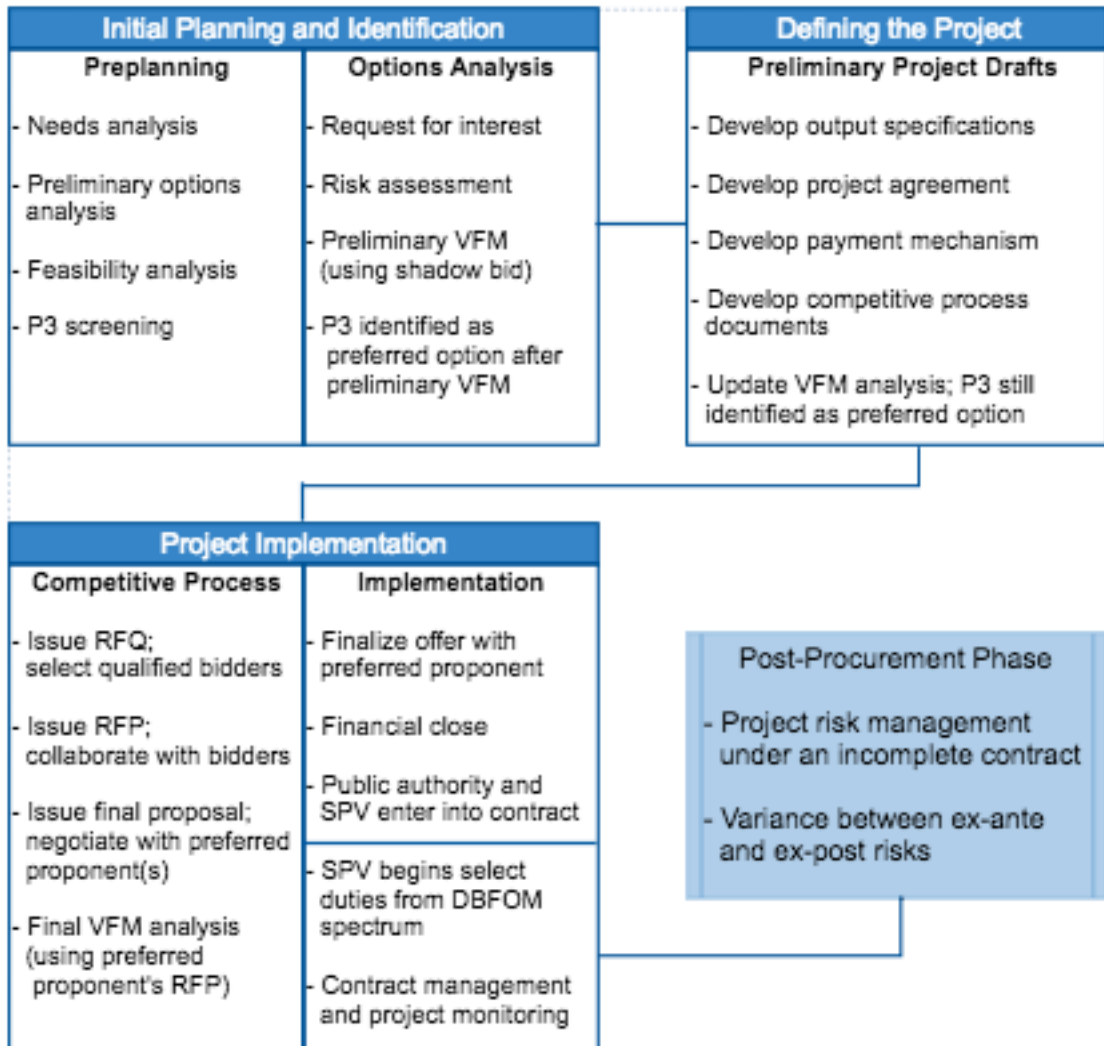 Initial Planning and Identification
Preplanning
- Needs analysis
- Preliminary options
analysis
- Feasibility analysis
- P3 screening
Options Analysis
- Request for interest
- Risk assessment
- Preliminary VFM
(using shadow bid)
- P3 identified as
preferred option after
preliminary VFM
Defining the Project
Preliminary Project Drafts
- Develop output specifications
- Develop project agreement
- Develop payment mechanism
- Develop competitive process
documents
- Update VFM analysis; P3 still
identified as preferred option
Project Implementation
Competitive Process
- Issue RFQ;
select qualified bidders
- Issue RFP;
collaborate with bidders
- Issue final proposal;
negotiate with preferred
proponent(s)
- Final VFM analysis
(using preferred
proponent's RFP)
Implementation
- Finalize offer with
preferred proponent
- Financial close
- Public authority and
SPV enter into contract
- SPV begins select
duties from DBFOM
spectrum
- Contract management
and project monitoring
Post-Procurement Phase
- Project risk management
under an incomplete contract
- Variance between ex-ante
and ex-post risks